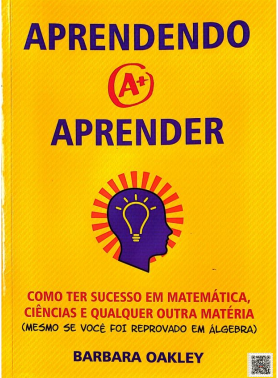 APRENDENDO
A+
APRENDER
COMO TER SUCESSO EM MATEMÁTICA,
CIÊNCIAS E QUALQUER OUTRA MATÉRIA
(MESMO SE VOCÊ FOI REPROVADO EM ÁLGEBRA)
BARBARA OAKLEY